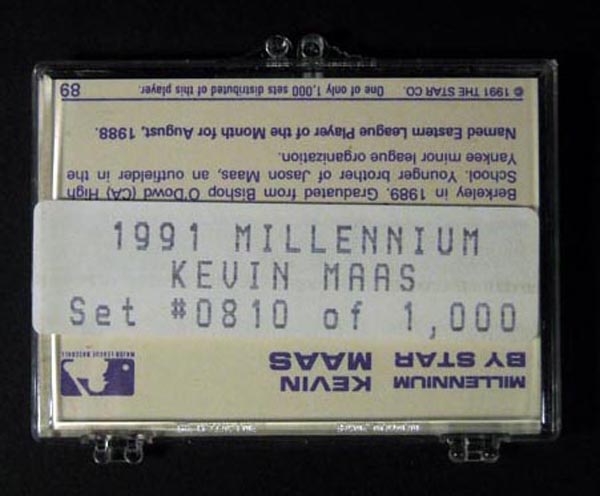 1991 MILLENNIUM
KEVIN MAAS
Set #0810 of 1,000
MILLENNIUM
BY STAR
KEVIN
MAAS
MAJOR LEAGUE BASEBALL
Berkeley in 1989. Graduated from Bishop O'Dowd (CA) High
School. Younger brother of Jason Maas, an outfielder in the
Yankee minor league organization.
Named Eastern League Player of the Month for August, 1988.
© 1991 THE STAR CO. One of only 1,000 sets distributed of this player. 89